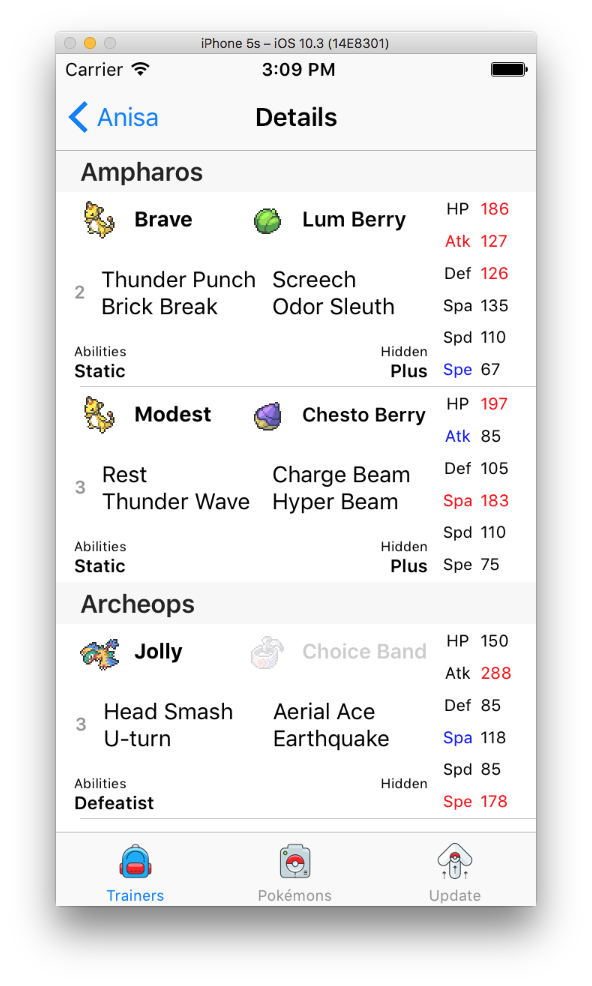 iPhone 5s – iOS 10.3 (14E8301)
Carrier 3:09 PM
Anisa Details
Ampharos
Brave Lum Berry
2 Thunder Punch Screech
Brick Break Odor Sleuth
Abilities Hidden
Static Plus
HP 186
Atk 127
Def 126
Spa 135
Spd 110
Spe 67
Modest Chesto Berry
3 Rest Charge Beam
Thunder Wave Hyper Beam
Abilities Hidden
Static Plus
HP 197
Atk 85
Def 105
Spa 183
Spd 110
Spe 75
Archeops
Jolly Choice Band
3 Head Smash Aerial Ace
U-turn Earthquake
Abilities Hidden
Defeatist
HP 150
Atk 288
Def 85
Spa 118
Spd 85
Spe 178
Trainers Pokémons Update